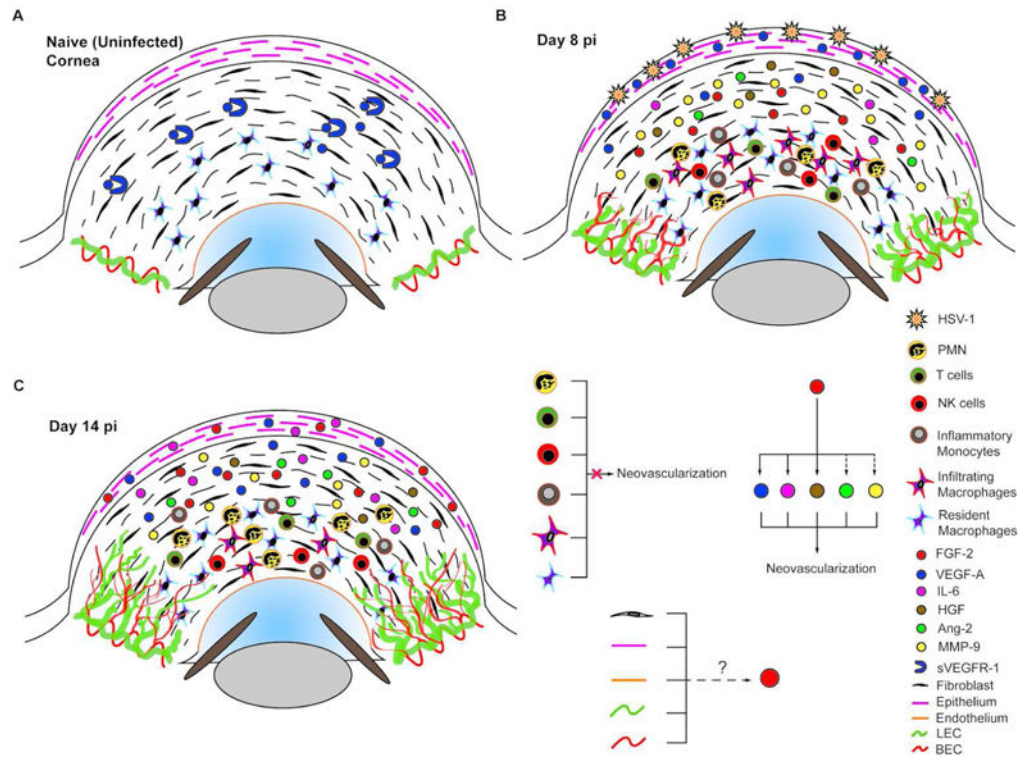 A
Naive (Uninfected)
Cornea
B
Day 8 pi
C
Day 14 pi
Neovascularization
Neovascularization
?
HSV-1
PMN
T cells
NK cells
Inflammatory
Monocytes
Infiltrating
Macrophages
Resident
Macrophages
FGF-2
VEGF-A
IL-6
HGF
Ang-2
MMP-9
sVEGFR-1
Fibroblast
Epithelium
Endothelium
LEC
BEC